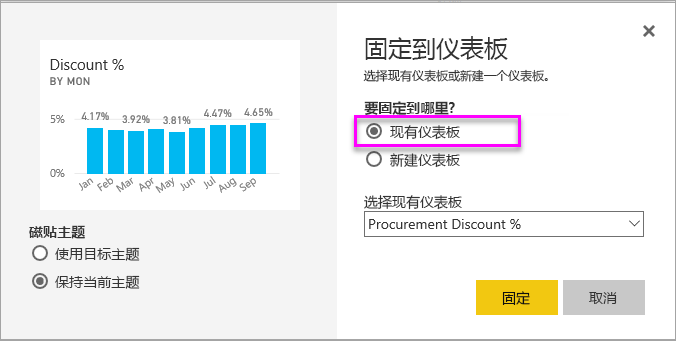 Discount %
BY MON
4.17% 3.92% 3.81% 4.47% 4.65%
5%
0%
Jan Feb Mar Apr May Jun Jul Aug Sep
磁贴主题
使用目标主题
保持当前主题
固定到仪表板
选择现有仪表板或新建一个仪表板。
要固定到哪里?
现有仪表板
新建仪表板
选择现有仪表板
Procurement Discount %
固定
取消